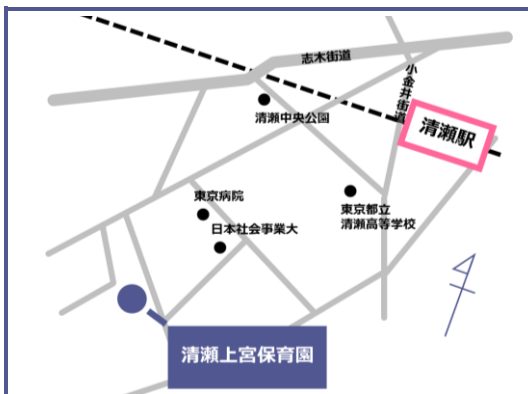 志木街道
小金井街道
清瀬駅
清瀬中央公園
東京病院
日本社会事業大
東京都立
清瀬高等学校
清瀬上宮保育園